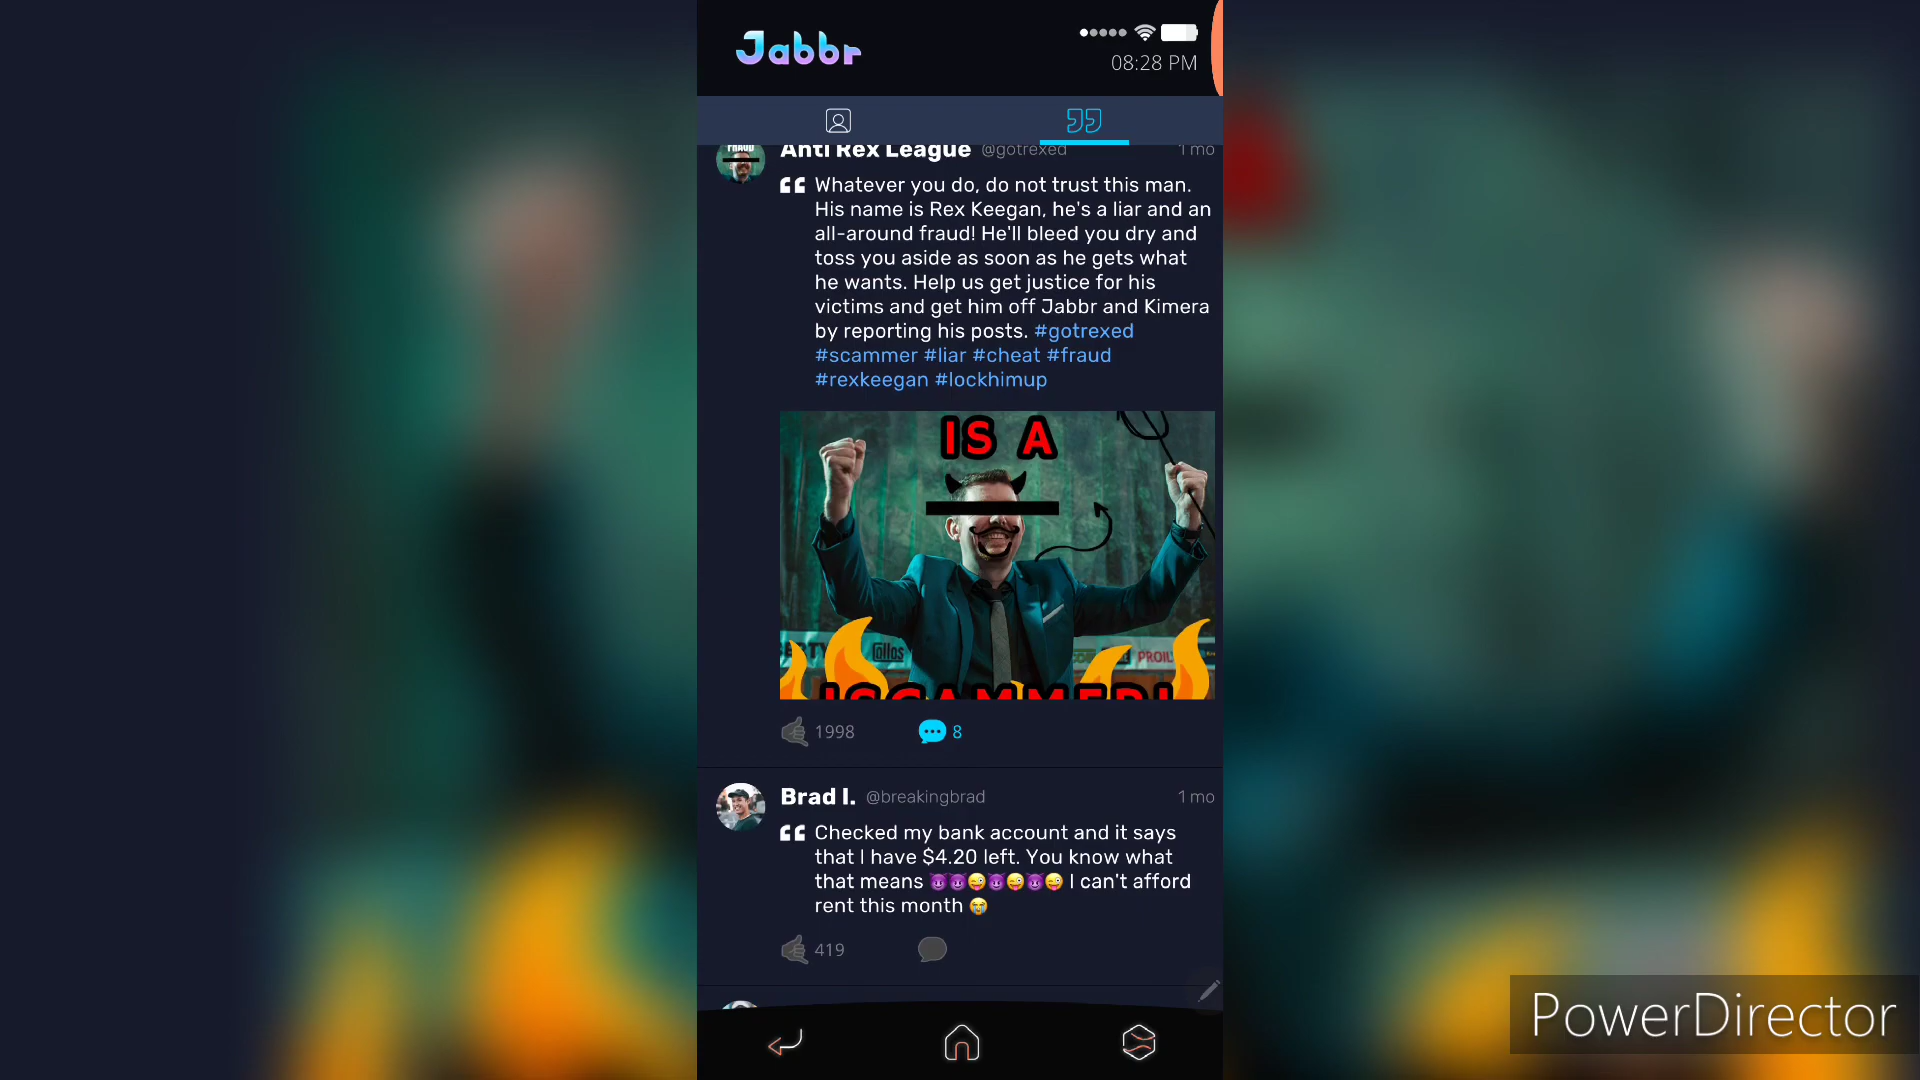 Jabbr
08:28 PM
FRAUD
Anti Rex League @gotrexed 1 mo
Whatever you do, do not trust this man.
His name is Rex Keegan, he's a liar and an
all-around fraud! He'll bleed you dry and
toss you aside as soon as he gets what
he wants. Help us get justice for his
victims and get him off Jabbr and Kimera
by reporting his posts. #gotrexed
#scammer #liar #cheat #fraud
#rexkeegan #lockhimup
IS A
Collos
PROIL
!SCAMMER!
1998 8
Brad I. @breakingbrad 1 mo
Checked my bank account and it says
that I have $4.20 left. You know what
that means 😈😈😜😈😜😈😜 I can't afford
rent this month 😭
419
PowerDirector